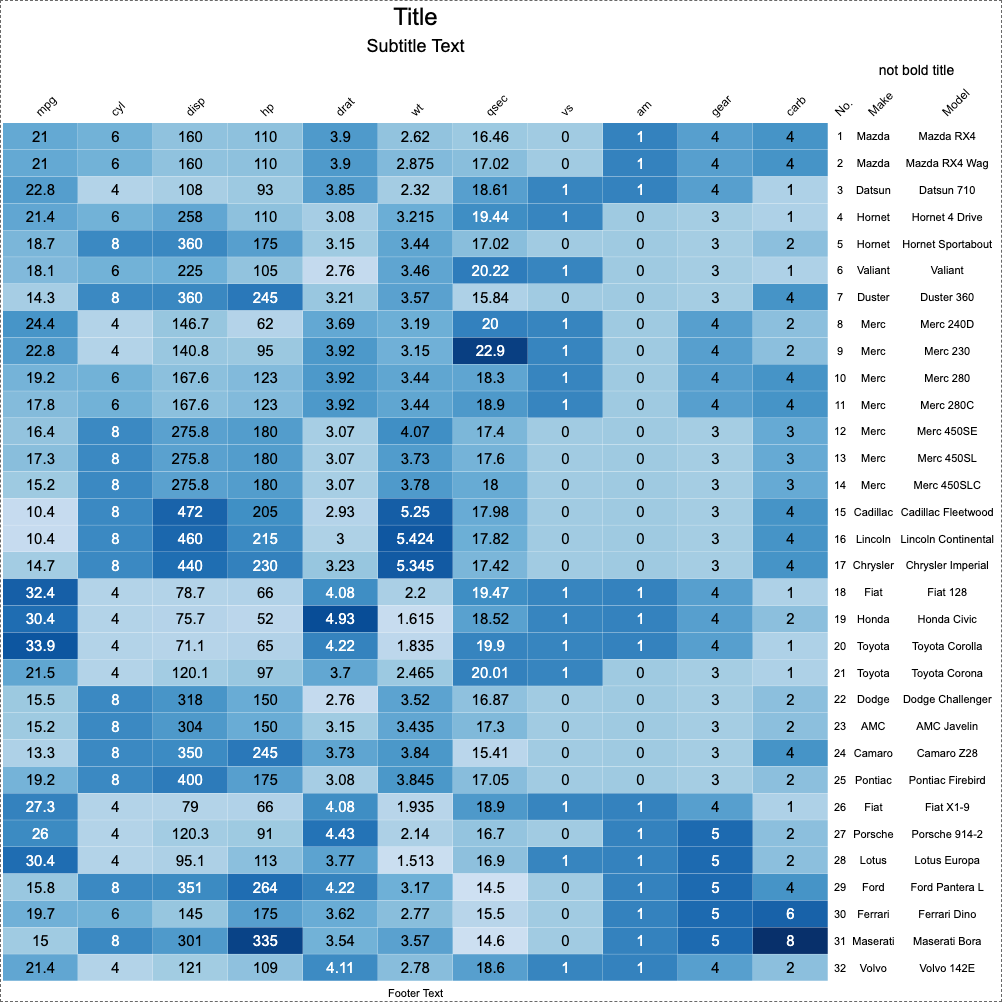 Title
Subtitle Text
not bold title
mpg cyl disp hp drat wt qsec vs am gear carb No. Make Model
21 6 160 110 3.9 2.62 16.46 0 1 4 4 1 Mazda Mazda RX4
21 6 160 110 3.9 2.875 17.02 0 1 4 4 2 Mazda Mazda RX4 Wag
22.8 4 108 93 3.85 2.32 18.61 1 1 4 1 3 Datsun Datsun 710
21.4 6 258 110 3.08 3.215 19.44 1 0 3 1 4 Hornet Hornet 4 Drive
18.7 8 360 175 3.15 3.44 17.02 0 0 3 2 5 Hornet Hornet Sportabout
18.1 6 225 105 2.76 3.46 20.22 1 0 3 1 6 Valiant Valiant
14.3 8 360 245 3.21 3.57 15.84 0 0 3 4 7 Duster Duster 360
24.4 4 146.7 62 3.69 3.19 20 1 0 4 2 8 Merc Merc 240D
22.8 4 140.8 95 3.92 3.15 22.9 1 0 4 2 9 Merc Merc 230
19.2 6 167.6 123 3.92 3.44 18.3 1 0 4 4 10 Merc Merc 280
17.8 6 167.6 123 3.92 3.44 18.9 1 0 4 4 11 Merc Merc 280C
16.4 8 275.8 180 3.07 4.07 17.4 0 0 3 3 12 Merc Merc 450SE
17.3 8 275.8 180 3.07 3.73 17.6 0 0 3 3 13 Merc Merc 450SL
15.2 8 275.8 180 3.07 3.78 18 0 0 3 3 14 Merc Merc 450SLC
10.4 8 472 205 2.93 5.25 17.98 0 0 3 4 15 Cadillac Cadillac Fleetwood
10.4 8 460 215 3 5.424 17.82 0 0 3 4 16 Lincoln Lincoln Continental
14.7 8 440 230 3.23 5.345 17.42 0 0 3 4 17 Chrysler Chrysler Imperial
32.4 4 78.7 66 4.08 2.2 19.47 1 1 4 1 18 Fiat Fiat 128
30.4 4 75.7 52 4.93 1.615 18.52 1 1 4 2 19 Honda Honda Civic
33.9 4 71.1 65 4.22 1.835 19.9 1 1 4 1 20 Toyota Toyota Corolla
21.5 4 120.1 97 3.7 2.465 20.01 1 0 3 1 21 Toyota Toyota Corona
15.5 8 318 150 2.76 3.52 16.87 0 0 3 2 22 Dodge Dodge Challenger
15.2 8 304 150 3.15 3.435 17.3 0 0 3 2 23 AMC AMC Javelin
13.3 8 350 245 3.73 3.84 15.41 0 0 3 4 24 Camaro Camaro Z28
19.2 8 400 175 3.08 3.845 17.05 0 0 3 2 25 Pontiac Pontiac Firebird
27.3 4 79 66 4.08 1.935 18.9 1 1 4 1 26 Fiat Fiat X1-9
26 4 120.3 91 4.43 2.14 16.7 0 1 5 2 27 Porsche Porsche 914-2
30.4 4 95.1 113 3.77 1.513 16.9 1 1 5 2 28 Lotus Lotus Europa
15.8 8 351 264 4.22 3.17 14.5 0 1 5 4 29 Ford Ford Pantera L
19.7 6 145 175 3.62 2.77 15.5 0 1 5 6 30 Ferrari Ferrari Dino
15 8 301 335 3.54 3.57 14.6 0 1 5 8 31 Maserati Maserati Bora
21.4 4 121 109 4.11 2.78 18.6 1 1 4 2 32 Volvo Volvo 142E
Footer Text